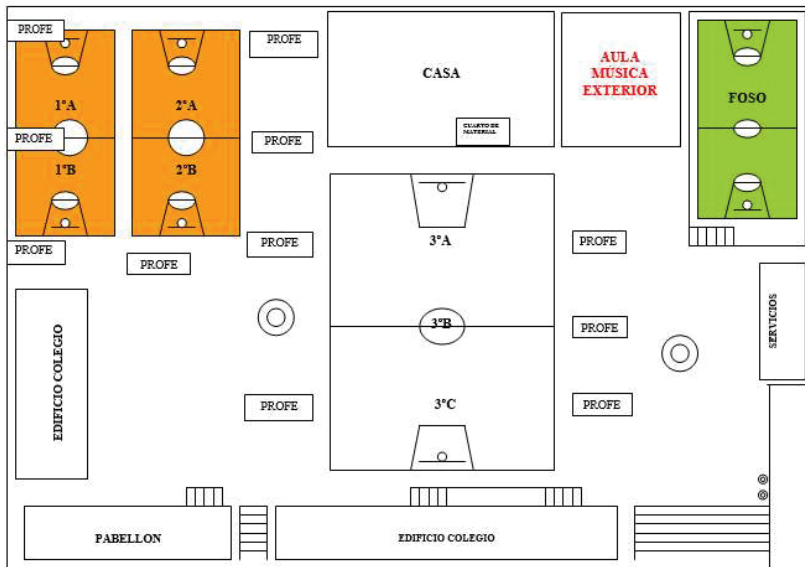 PROFE
PROFE
CASA
AULA
MÚSICA
EXTERIOR
FOSO
1ºA
2ºA
PROFE
PROFE
CUARTO DE
MATERIAL
1ºB
2ºB
PROFE
PROFE
PROFE
3ºA
PROFE
EDIFICIO COLEGIO
3ºB
PROFE
SERVICIOS
PROFE
3ºC
PROFE
PABELLON
EDIFICIO COLEGIO